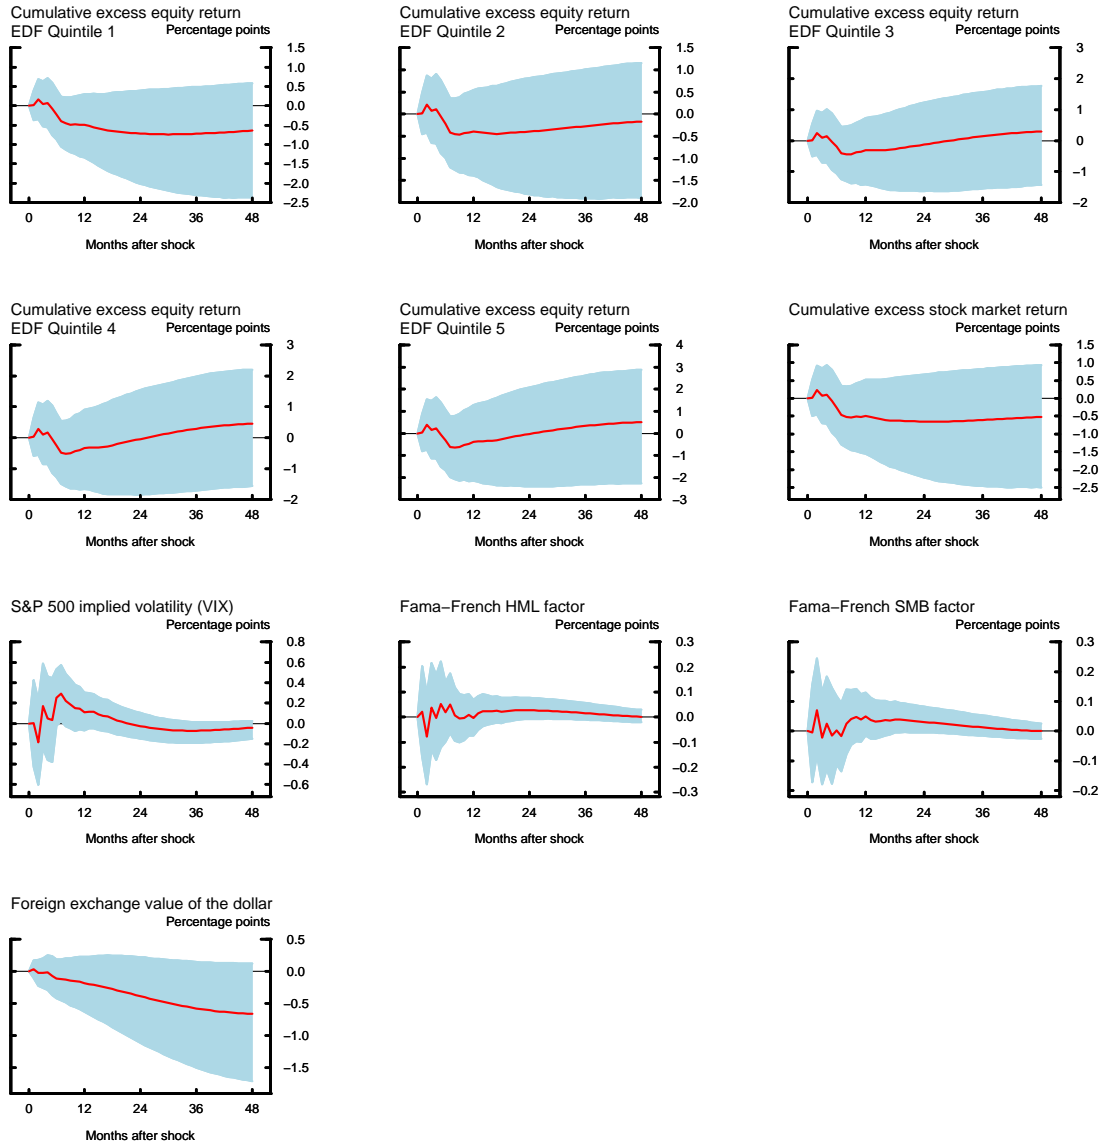 Cumulative excess equity return
EDF Quintile 1
Percentage points
1.5
1.0
0.5
0.0
−0.5
−1.0
−1.5
−2.0
−2.5
0 12 24 36 48
Months after shock
Cumulative excess equity return
EDF Quintile 2
Percentage points
1.5
1.0
0.5
0.0
−0.5
−1.0
−1.5
−2.0
0 12 24 36 48
Months after shock
Cumulative excess equity return
EDF Quintile 3
Percentage points
3
2
1
0
−1
−2
0 12 24 36 48
Months after shock
Cumulative excess equity return
EDF Quintile 4
Percentage points
3
2
1
0
−1
−2
0 12 24 36 48
Months after shock
Cumulative excess equity return
EDF Quintile 5
Percentage points
4
3
2
1
0
−1
−2
−3
0 12 24 36 48
Months after shock
Cumulative excess stock market return
Percentage points
1.5
1.0
0.5
0.0
−0.5
−1.0
−1.5
−2.0
−2.5
0 12 24 36 48
Months after shock
S&P 500 implied volatility (VIX)
Percentage points
0.8
0.6
0.4
0.2
0.0
−0.2
−0.4
−0.6
0 12 24 36 48
Months after shock
Fama−French HML factor
Percentage points
0.3
0.2
0.1
0.0
−0.1
−0.2
−0.3
0 12 24 36 48
Months after shock
Fama−French SMB factor
Percentage points
0.3
0.2
0.1
0.0
−0.1
−0.2
0 12 24 36 48
Months after shock
Foreign exchange value of the dollar
Percentage points
0.5
0.0
−0.5
−1.0
−1.5
0 12 24 36 48
Months after shock